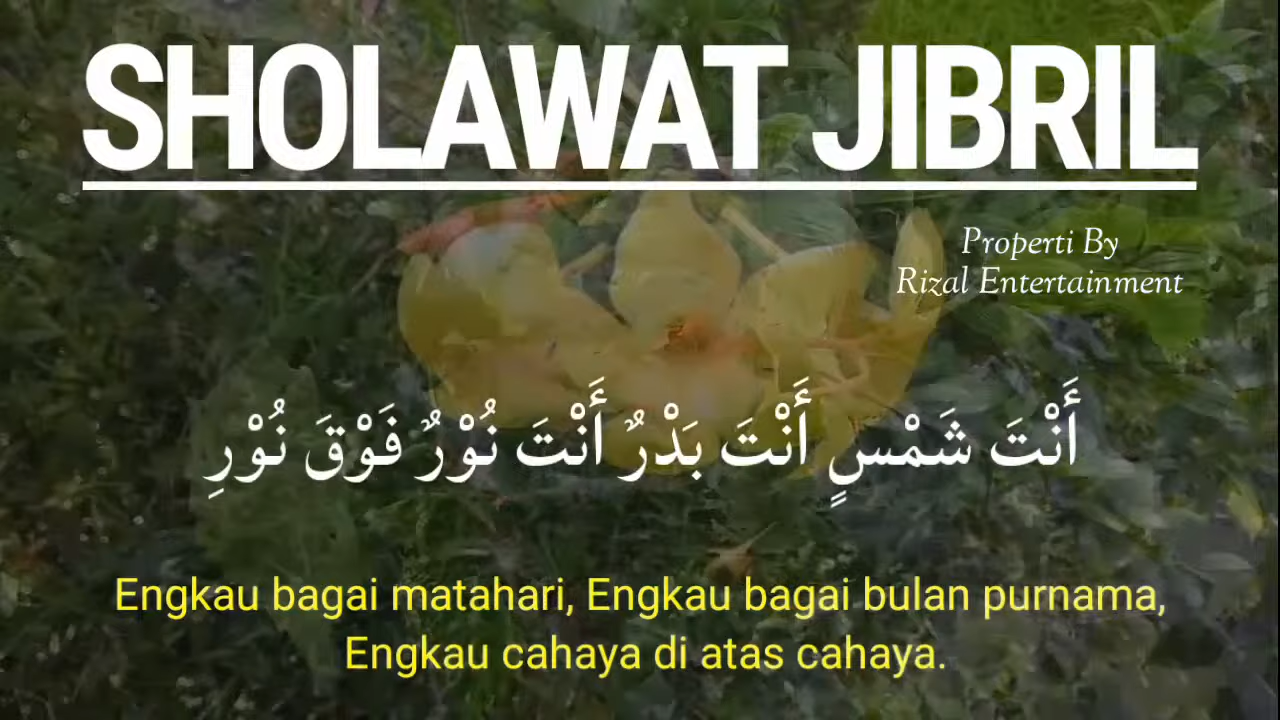 SHOLAWAT JIBRIL
Properti By
Rizal Entertainment
أَنْتَ شَمْسٍ أَنْتَ بَدْرٌ أَنْتَ نُوْرٌ فَوْقَ نُوْرِ
Engkau bagai matahari, Engkau bagai bulan purnama,
Engkau cahaya di atas cahaya.